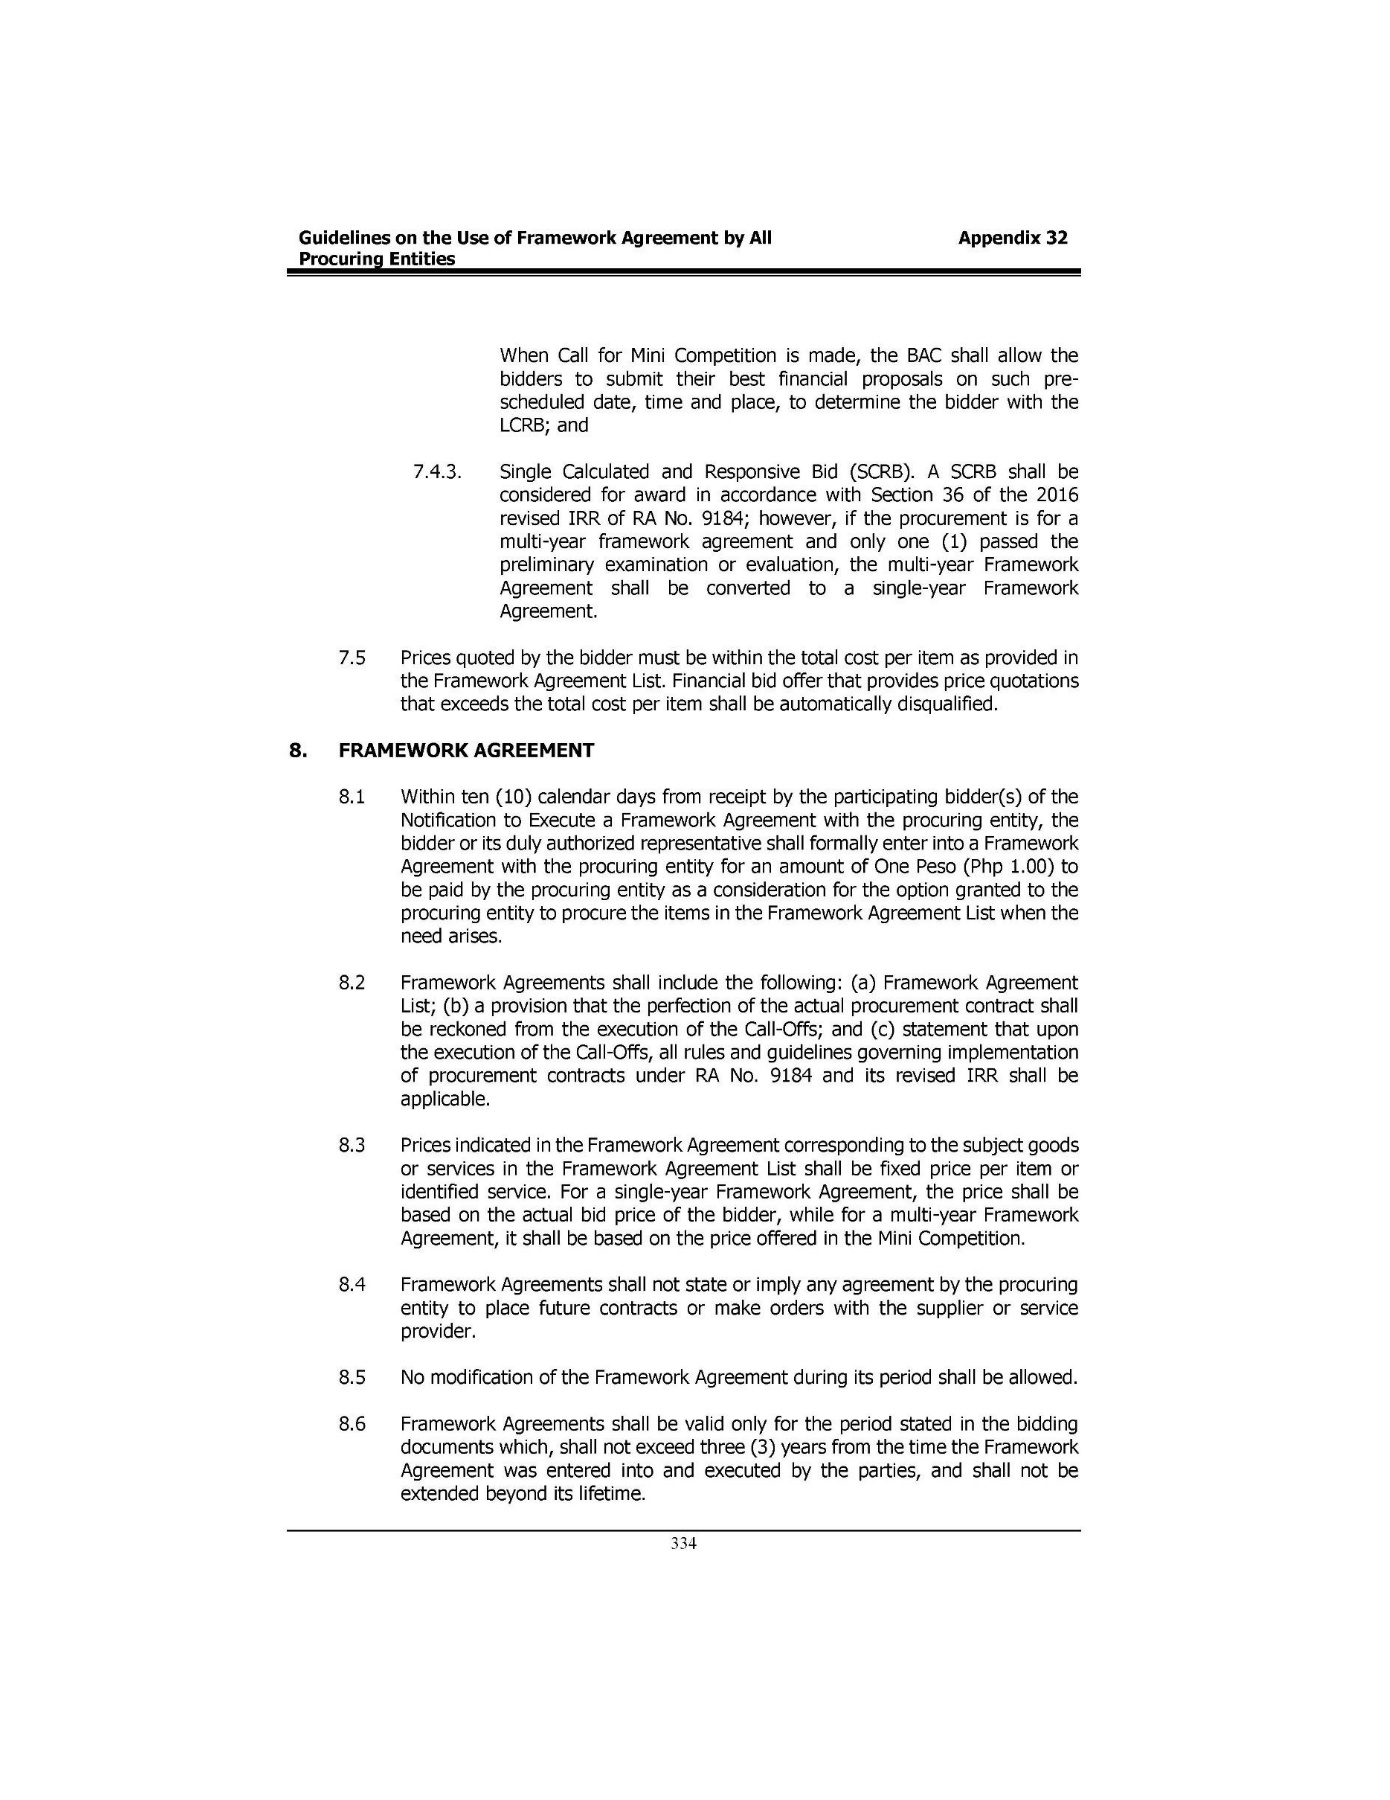 Guidelines on the Use of Framework Agreement by All Appendix 32
Procuring Entities
When Call for Mini Competition is made, the BAC shall allow the
bidders to submit their best financial proposals on such pre-
scheduled date, time and place, to determine the bidder with the
LCRB; and
7.4.3. Single Calculated and Responsive Bid (SCRB). A SCRB shall be
considered for award in accordance with Section 36 of the 2016
revised IRR of RA No. 9184; however, if the procurement is for a
multi-year framework agreement and only one (1) passed the
preliminary examination or evaluation, the multi-year Framework
Agreement shall be converted to a single-year Framework
Agreement.
7.5 Prices quoted by the bidder must be within the total cost per item as provided in
the Framework Agreement List. Financial bid offer that provides price quotations
that exceeds the total cost per item shall be automatically disqualified.
8. FRAMEWORK AGREEMENT
8.1 Within ten (10) calendar days from receipt by the participating bidder(s) of the
Notification to Execute a Framework Agreement with the procuring entity, the
bidder or its duly authorized representative shall formally enter into a Framework
Agreement with the procuring entity for an amount of One Peso (Php 1.00) to
be paid by the procuring entity as a consideration for the option granted to the
procuring entity to procure the items in the Framework Agreement List when the
need arises.
8.2 Framework Agreements shall include the following: (a) Framework Agreement
List; (b) a provision that the perfection of the actual procurement contract shall
be reckoned from the execution of the Call-Offs; and (c) statement that upon
the execution of the Call-Offs, all rules and guidelines governing implementation
of procurement contracts under RA No. 9184 and its revised IRR shall be
applicable.
8.3 Prices indicated in the Framework Agreement corresponding to the subject goods
or services in the Framework Agreement List shall be fixed price per item or
identified service. For a single-year Framework Agreement, the price shall be
based on the actual bid price of the bidder, while for a multi-year Framework
Agreement, it shall be based on the price offered in the Mini Competition.
8.4 Framework Agreements shall not state or imply any agreement by the procuring
entity to place future contracts or make orders with the supplier or service
provider.
8.5 No modification of the Framework Agreement during its period shall be allowed.
8.6 Framework Agreements shall be valid only for the period stated in the bidding
documents which, shall not exceed three (3) years from the time the Framework
Agreement was entered into and executed by the parties, and shall not be
extended beyond its lifetime.
334